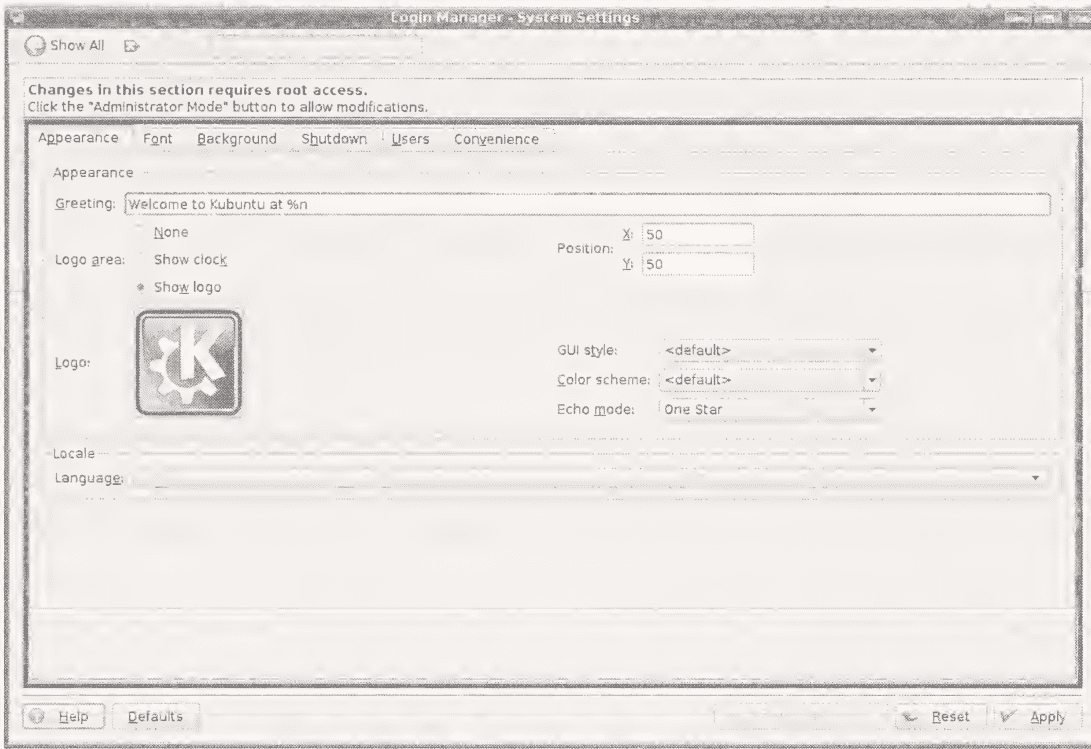 Login Manager - System Settings
Show All
Changes in this section requires root access.
Click the "Administrator Mode" button to allow modifications.
Appearance Font Background Shutdown Users Convenience
Appearance
Greeting: Welcome to Kubuntu at %n
None
Logo area: Show clock
Show logo
Position: X: 50
Y: 50
Logo: K
GUI style: <default>
Color scheme: <default>
Echo mode: One Star
Locale
Language:
Help Defaults Reset Apply